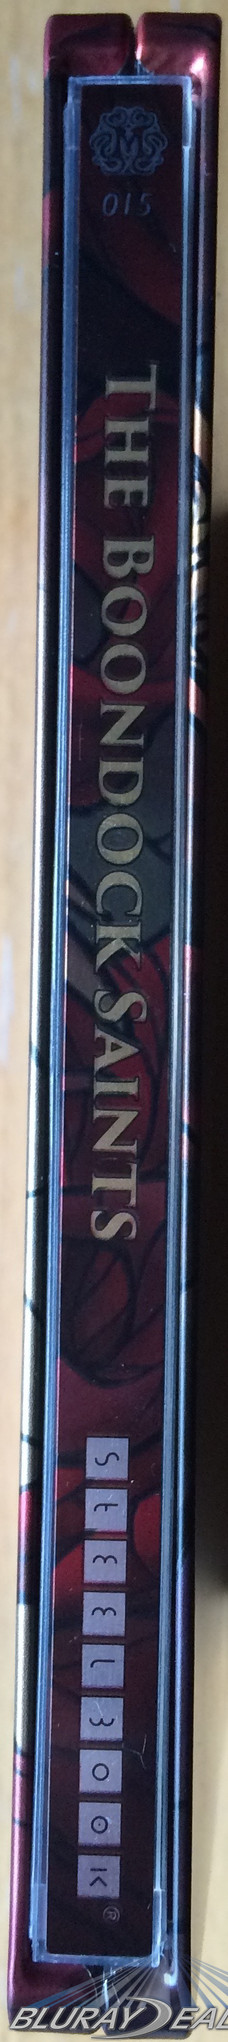 M
015
THE BOONDOCK SAINTS
STEELBOOK®
BLURAYDEAL